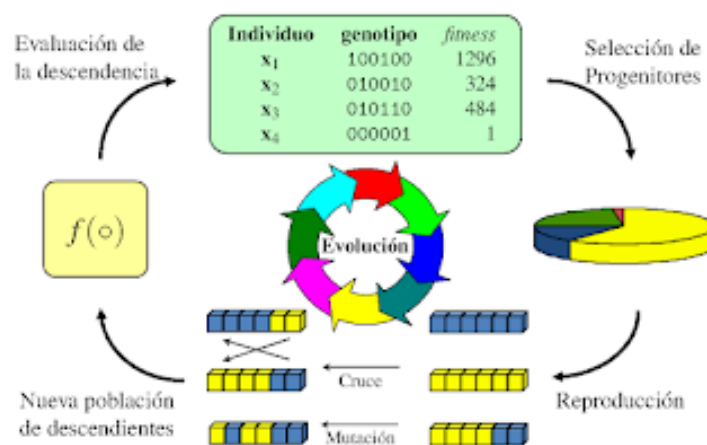 Individuo genotipo fitness
x1 100100 1296
x2 010010 324
x3 010110 484
x4 000001 1
Evaluación de
la descendencia
Selección de
Progenitores
f(○)
Evolución
Cruce
Mutación
Nueva población
de descendientes
Reproducción